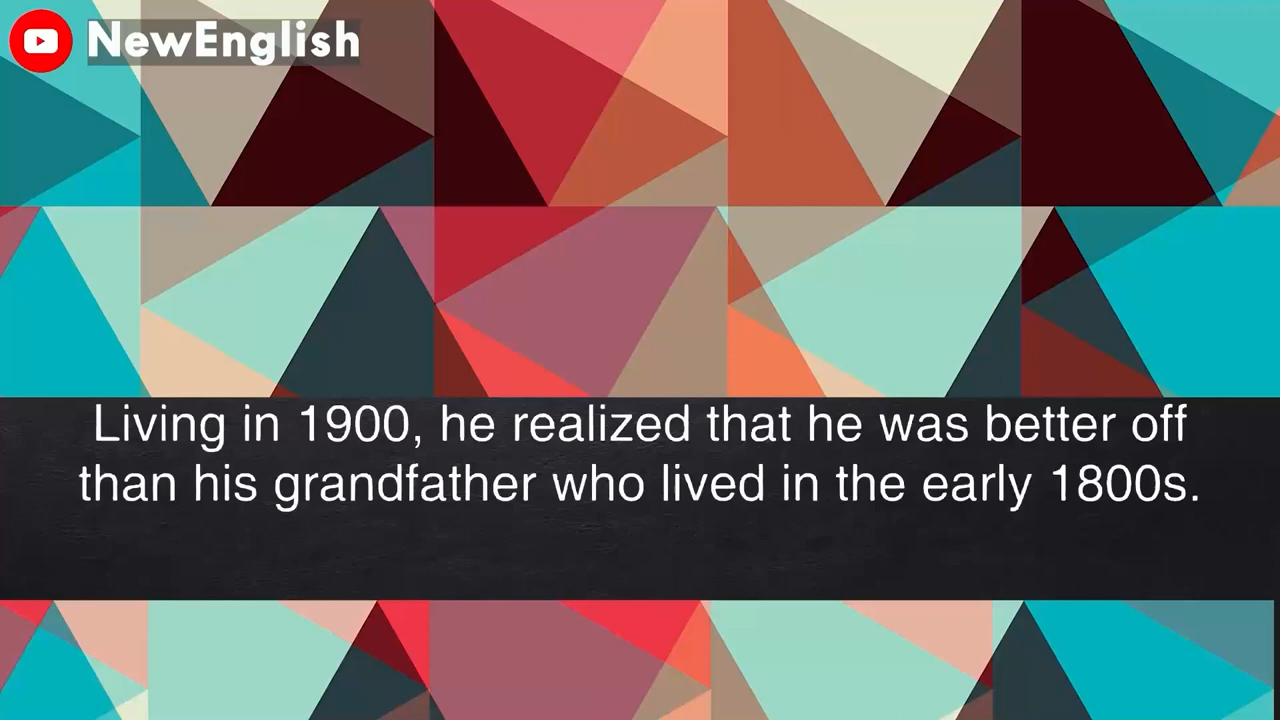 NewEnglish
Living in 1900, he realized that he was better off
than his grandfather who lived in the early 1800s.